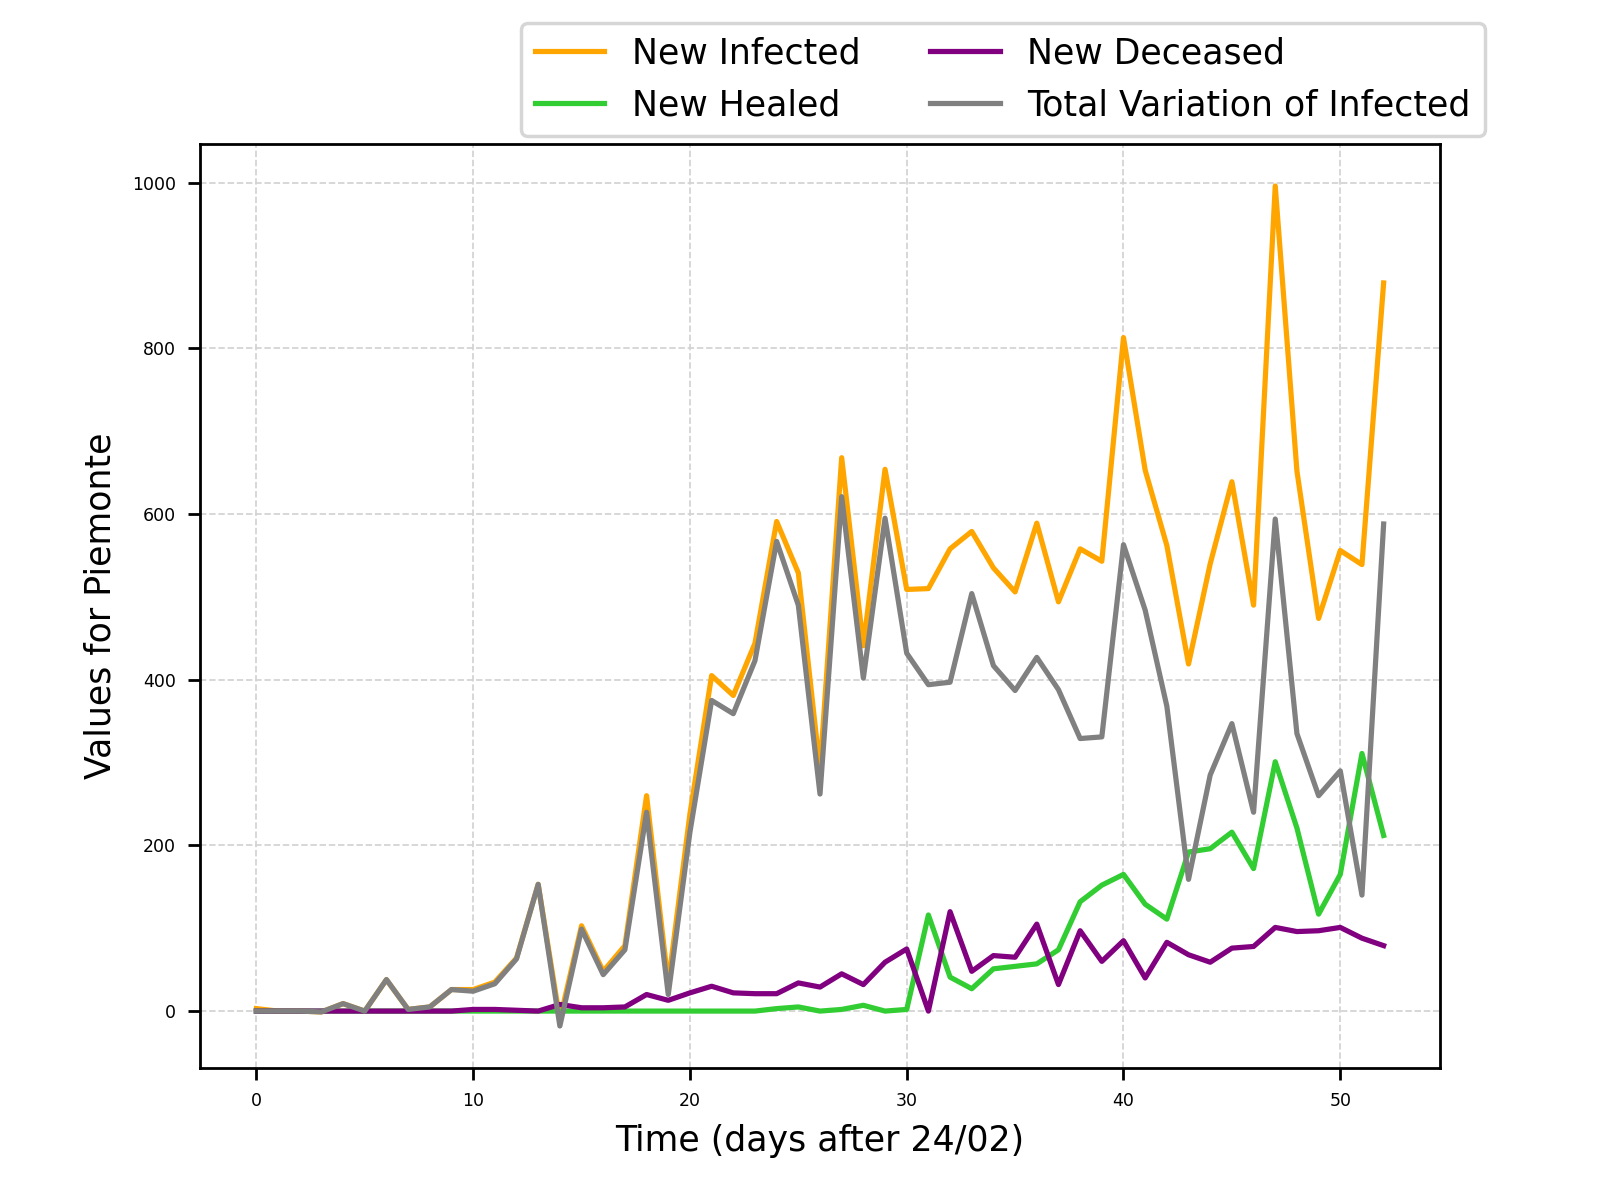 New Infected
New Healed
New Deceased
Total Variation of Infected
Values for Piemonte
1000
800
600
400
200
0
0 10 20 30 40 50
Time (days after 24/02)